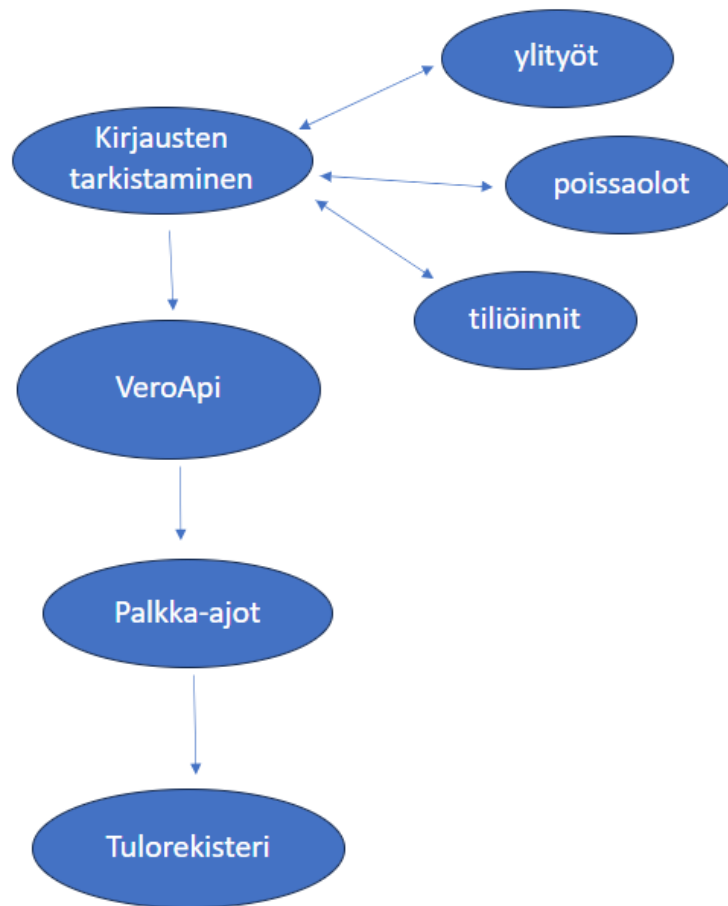 ylityöt
Kirjausten
tarkistaminen
poissaolot
tiliöinnit
VeroApi
Palkka-ajot
Tulorekisteri